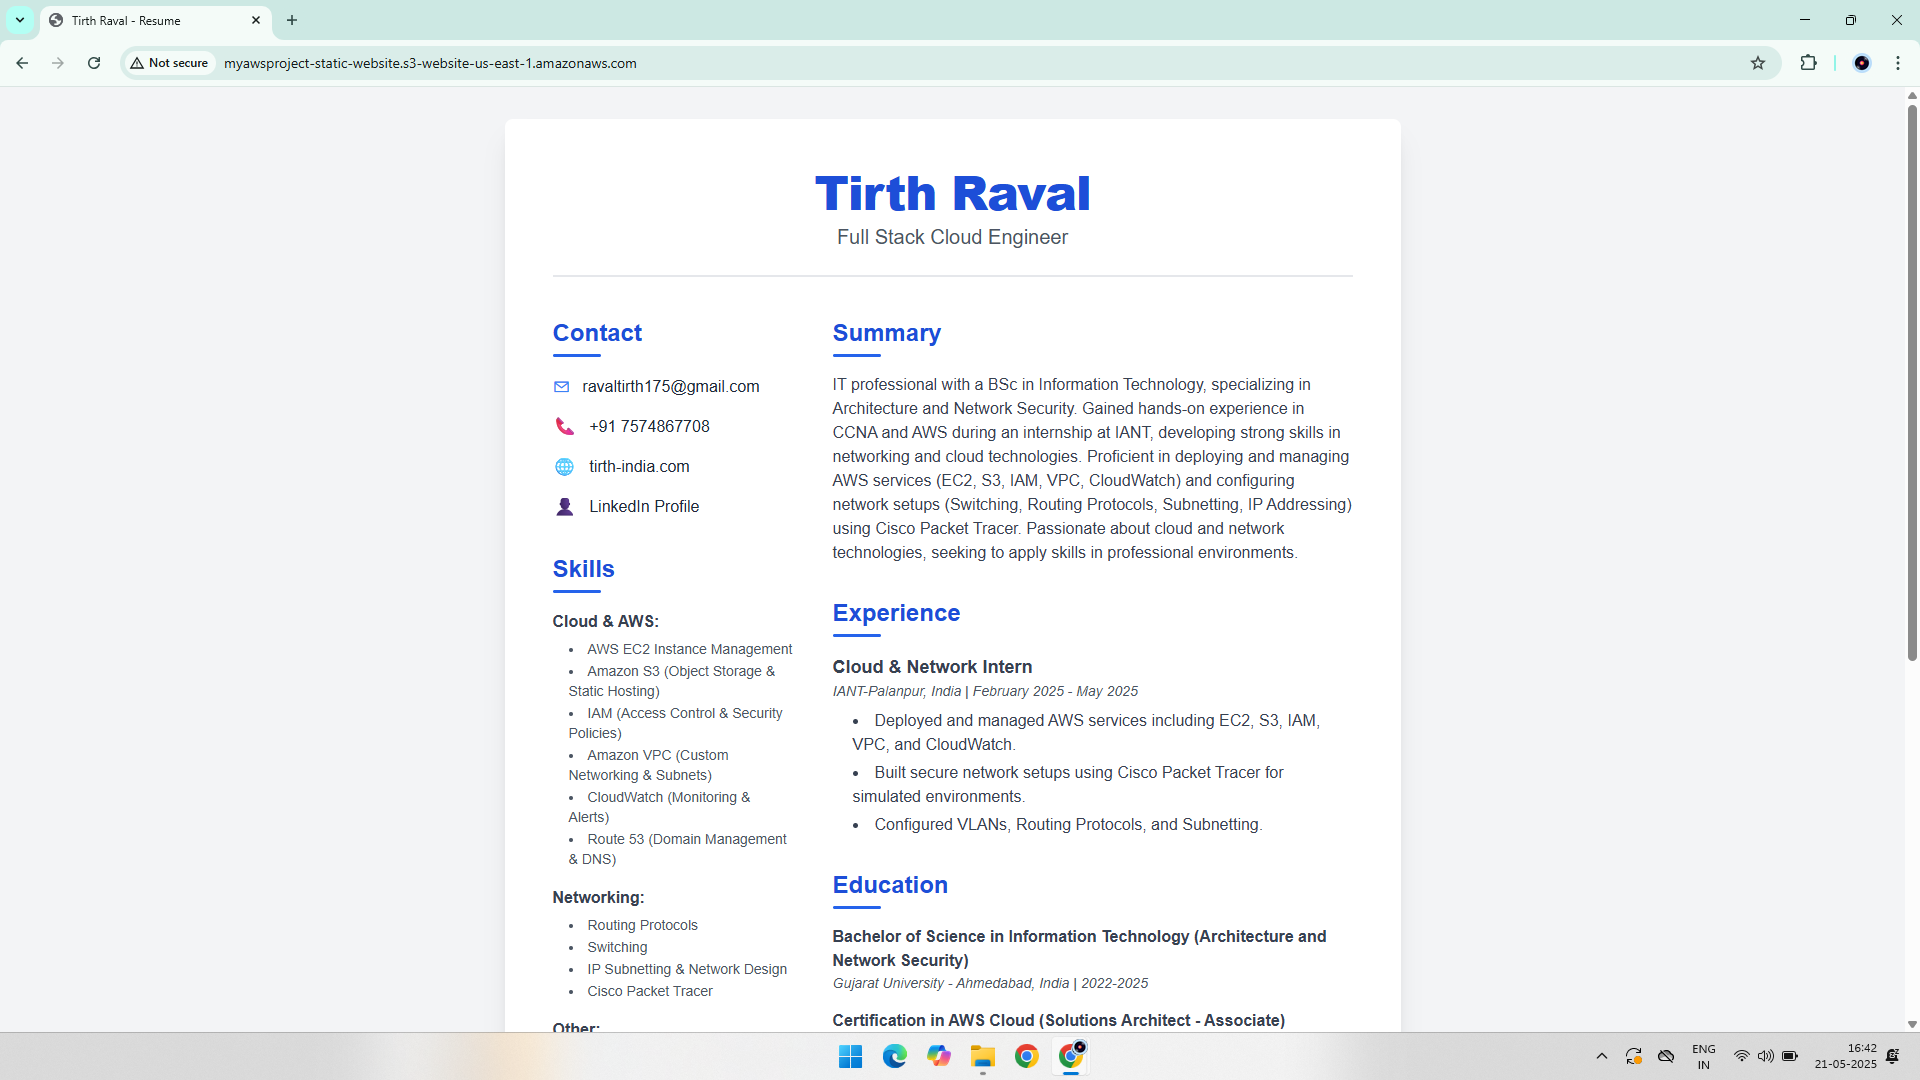 Tirth Raval - Resume
Not secure
myawsproject-static-website.s3-website-us-east-1.amazonaws.com
Tirth Raval
Full Stack Cloud Engineer
Contact
ravaltirth175@gmail.com
+91 7574867708
tirth-india.com
LinkedIn Profile
Skills
Cloud & AWS:
• AWS EC2 Instance Management
• Amazon S3 (Object Storage &
Static Hosting)
• IAM (Access Control & Security
Policies)
• Amazon VPC (Custom
Networking & Subnets)
• CloudWatch (Monitoring &
Alerts)
• Route 53 (Domain Management
& DNS)
Networking:
• Routing Protocols
• Switching
• IP Subnetting & Network Design
• Cisco Packet Tracer
Other:
Summary
IT professional with a BSc in Information Technology, specializing in
Architecture and Network Security. Gained hands-on experience in
CCNA and AWS during an internship at IANT, developing strong skills in
networking and cloud technologies. Proficient in deploying and managing
AWS services (EC2, S3, IAM, VPC, CloudWatch) and configuring
network setups (Switching, Routing Protocols, Subnetting, IP Addressing)
using Cisco Packet Tracer. Passionate about cloud and network
technologies, seeking to apply skills in professional environments.
Experience
Cloud & Network Intern
IANT-Palanpur, India | February 2025 - May 2025
• Deployed and managed AWS services including EC2, S3, IAM,
VPC, and CloudWatch.
• Built secure network setups using Cisco Packet Tracer for
simulated environments.
• Configured VLANs, Routing Protocols, and Subnetting.
Education
Bachelor of Science in Information Technology (Architecture and
Network Security)
Gujarat University - Ahmedabad, India | 2022-2025
Certification in AWS Cloud (Solutions Architect - Associate)
ENG
IN
16:42
21-05-2025